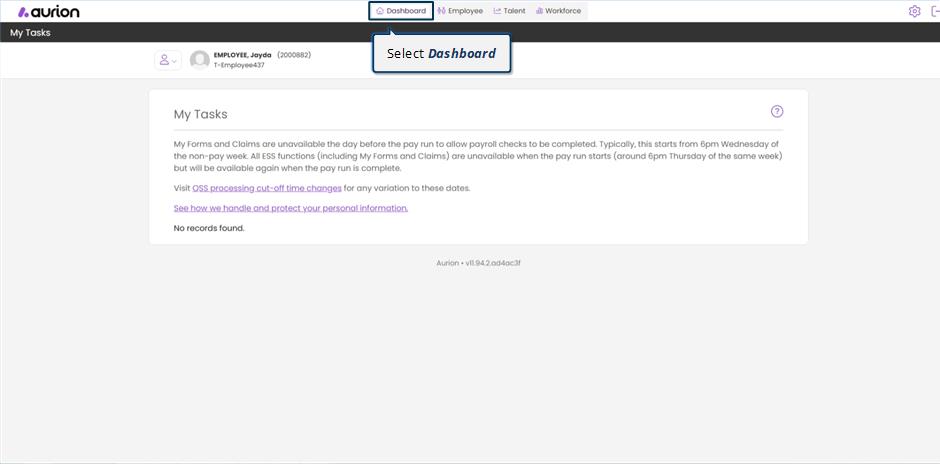 aurion
Dashboard
Employee
Talent
Workforce
My Tasks
Select Dashboard
EMPLOYEE, Jayda (2000882)
T-Employee437
My Tasks
My Forms and Claims are unavailable the day before the pay run to allow payroll checks to be completed. Typically, this starts from 6pm Wednesday of
the non-pay week. All ESS functions (including My Forms and Claims) are unavailable when the pay run starts (around 6pm Thursday of the same week)
but will be available again when the pay run is complete.
Visit QSS processing cut-off time changes for any variation to these dates.
See how we handle and protect your personal information.
No records found.
Aurion • v11.94.2.ad4ac3f